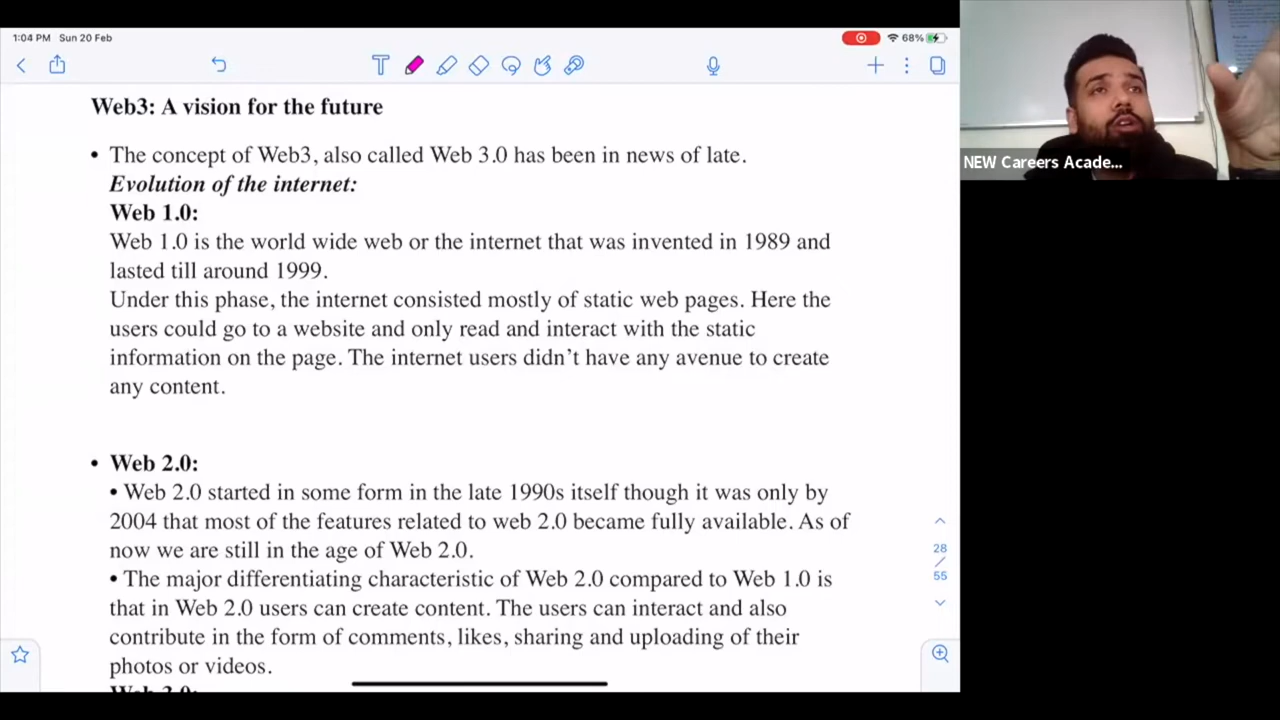 1:04 PM Sun 20 Feb
68%
Web3: A vision for the future
• The concept of Web3, also called Web 3.0 has been in news of late.
Evolution of the internet:
Web 1.0:
Web 1.0 is the world wide web or the internet that was invented in 1989 and
lasted till around 1999.
Under this phase, the internet consisted mostly of static web pages. Here the
users could go to a website and only read and interact with the static
information on the page. The internet users didn’t have any avenue to create
any content.
• Web 2.0:
• Web 2.0 started in some form in the late 1990s itself though it was only by
2004 that most of the features related to web 2.0 became fully available. As of
now we are still in the age of Web 2.0.
• The major differentiating characteristic of Web 2.0 compared to Web 1.0 is
that in Web 2.0 users can create content. The users can interact and also
contribute in the form of comments, likes, sharing and uploading of their
photos or videos.
28
/
55
NEW Careers Acade...